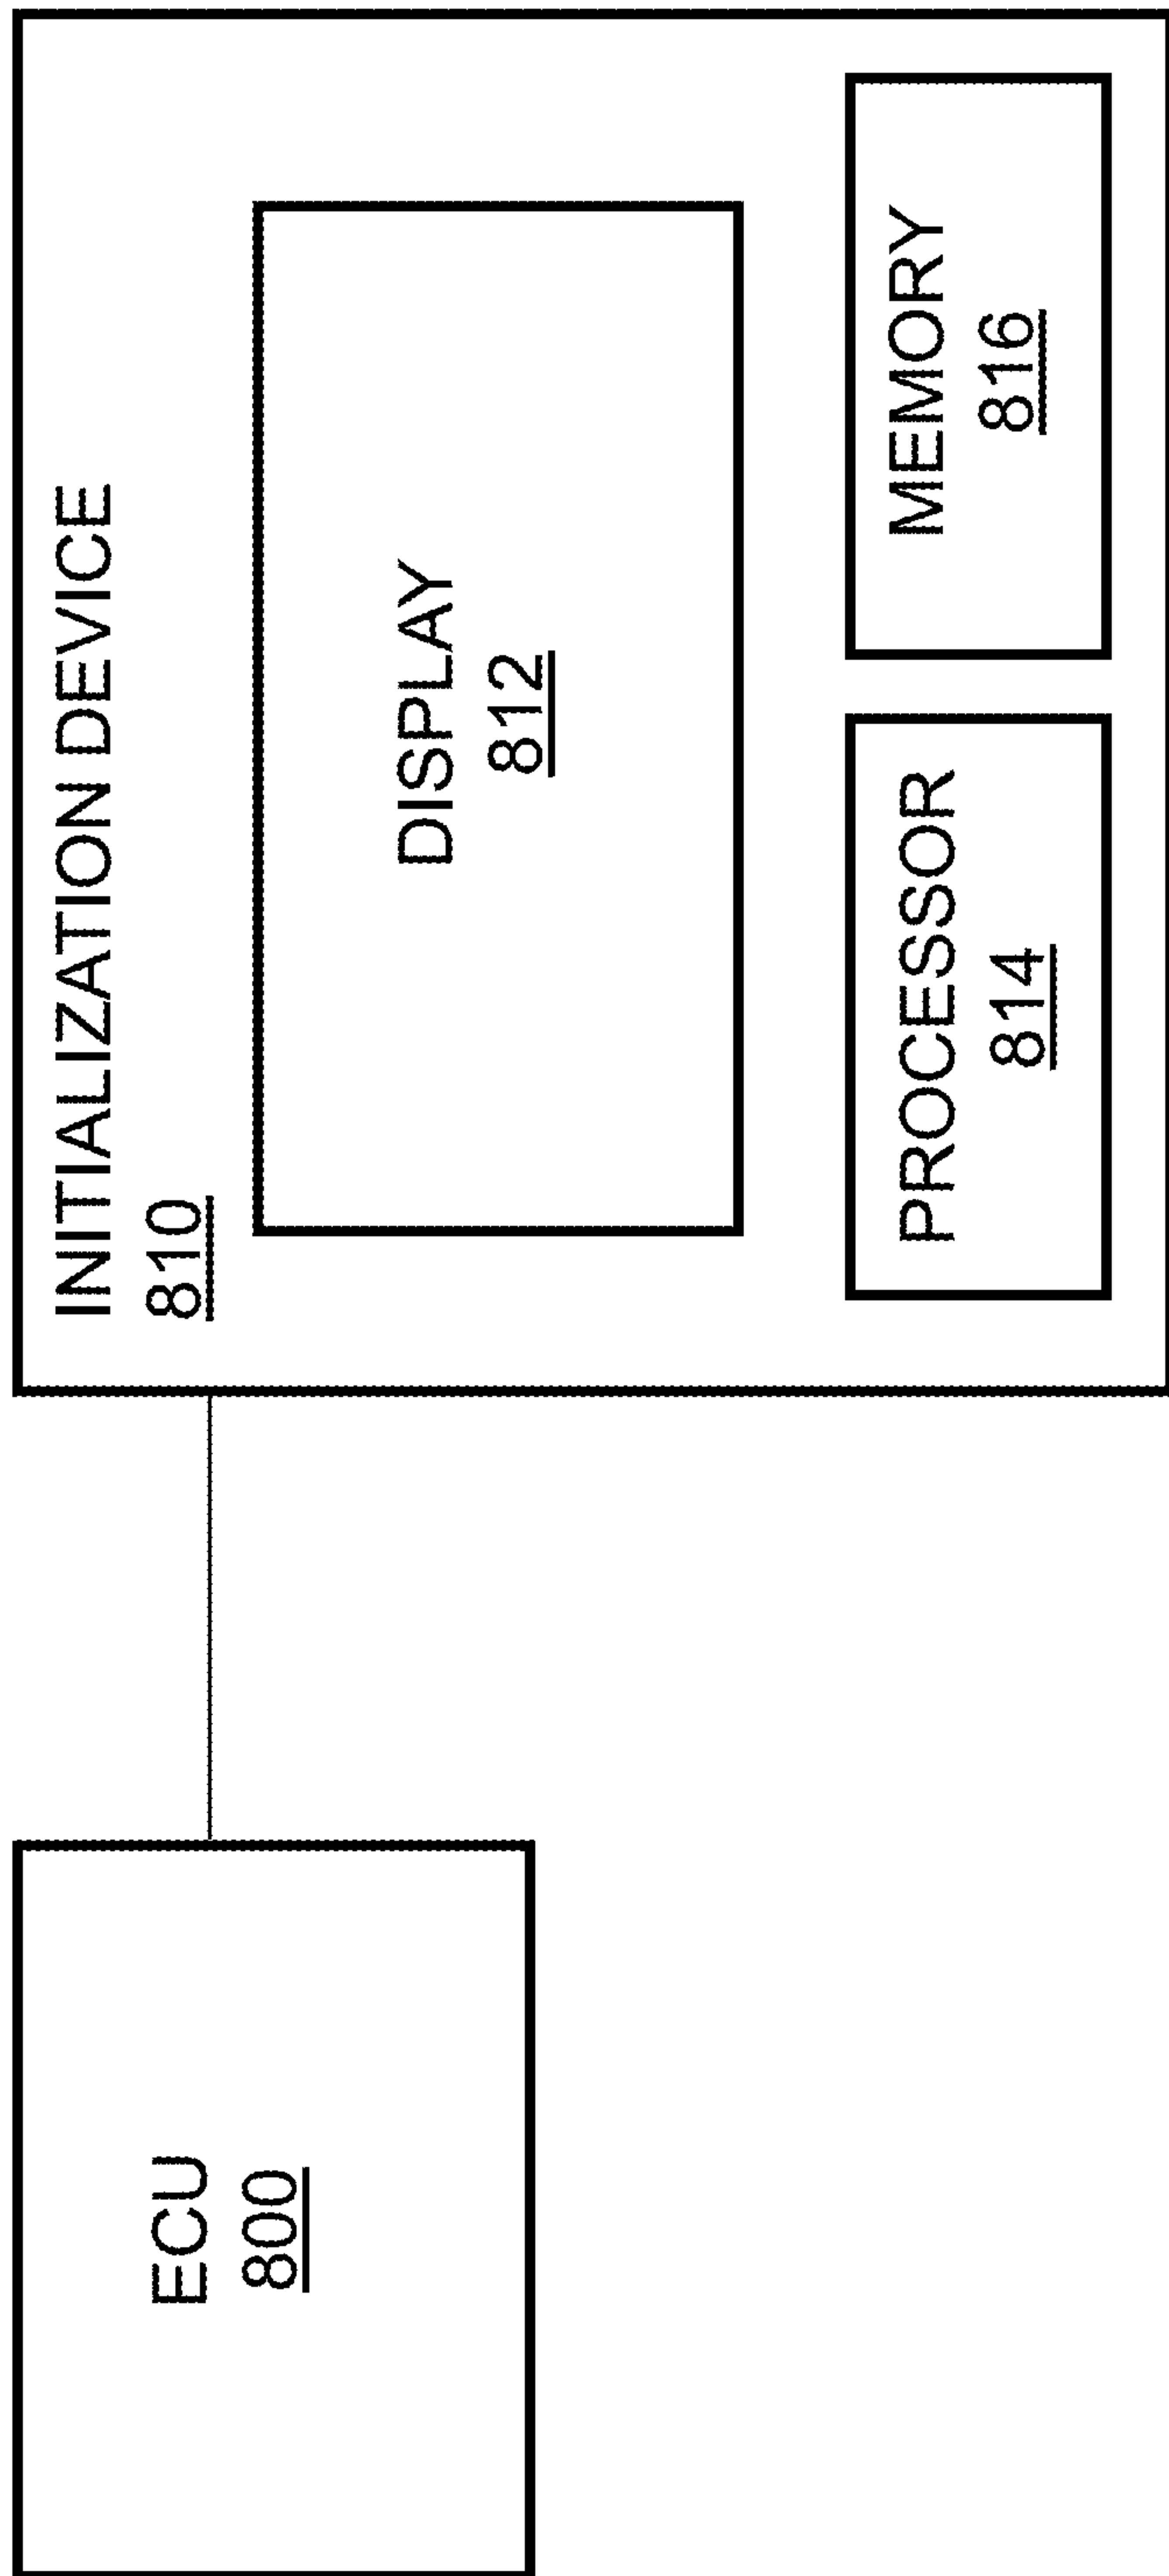 ECU
800
INITIALIZATION DEVICE
810
DISPLAY
812
PROCESSOR
814
MEMORY
816